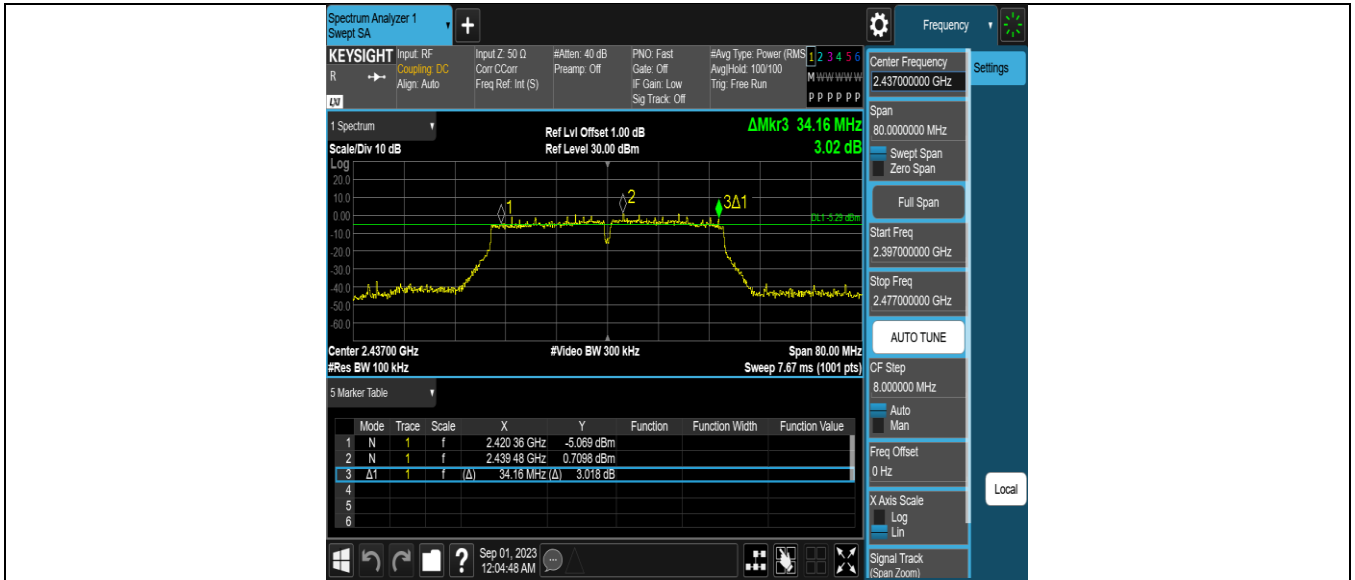 Spectrum Analyzer 1
Swept SA
+
Frequency
KEYSIGHT
R
LXI
Input: RF
Coupling: DC
Align: Auto
Input Z: 50 Ω
Corr CCorr
Freq Ref: Int (S)
#Atten: 40 dB
Preamp: Off
PNO: Fast
Gate: Off
IF Gain: Low
Sig Track: Off
#Avg Type: Power (RMS
Avg|Hold: 100/100
Trig: Free Run
1 2 3 4 5 6
M W W W W W
P P P P P P
1 Spectrum
Scale/Div 10 dB
Ref Lvl Offset 1.00 dB
Ref Level 30.00 dBm
ΔMkr3 34.16 MHz
3.02 dB
Log
20.0
10.0
0.00
-10.0
-20.0
-30.0
-40.0
-50.0
-60.0
1
2
3Δ1
DL1 -5.29 dBm
Center 2.43700 GHz
#Video BW 300 kHz
Span 80.00 MHz
#Res BW 100 kHz
Sweep 7.67 ms (1001 pts)
5 Marker Table
Mode Trace Scale X Y Function Function Width Function Value
1 N 1 f 2.420 36 GHz -5.069 dBm
2 N 1 f 2.439 48 GHz 0.7098 dBm
3 Δ1 1 f (Δ) 34.16 MHz (Δ) 3.018 dB
4
5
6
?
Sep 01, 2023
12:04:48 AM
Center Frequency
2.437000000 GHz
Settings
Span
80.0000000 MHz
Swept Span
Zero Span
Full Span
Start Freq
2.397000000 GHz
Stop Freq
2.477000000 GHz
AUTO TUNE
CF Step
8.000000 MHz
Auto
Man
Freq Offset
0 Hz
X Axis Scale
Log
Lin
Local
Signal Track
(Span Zoom)